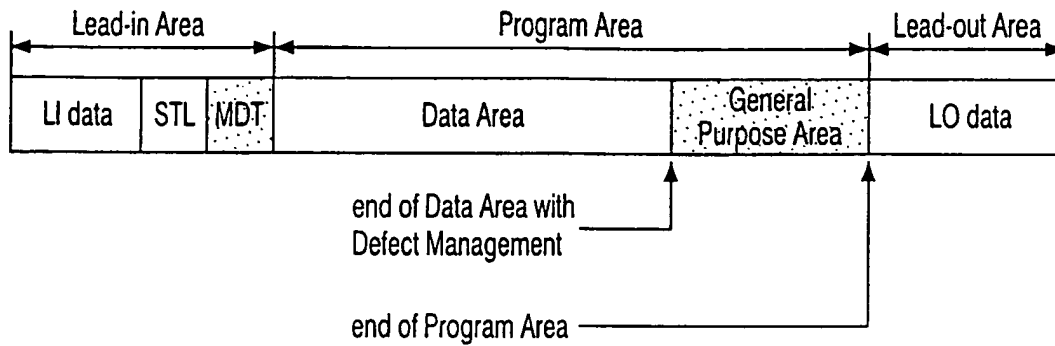 Lead-in Area
Program Area
Lead-out Area
LI data
STL
MDT
Data Area
General
Purpose Area
LO data
end of Data Area with
Defect Management
end of Program Area